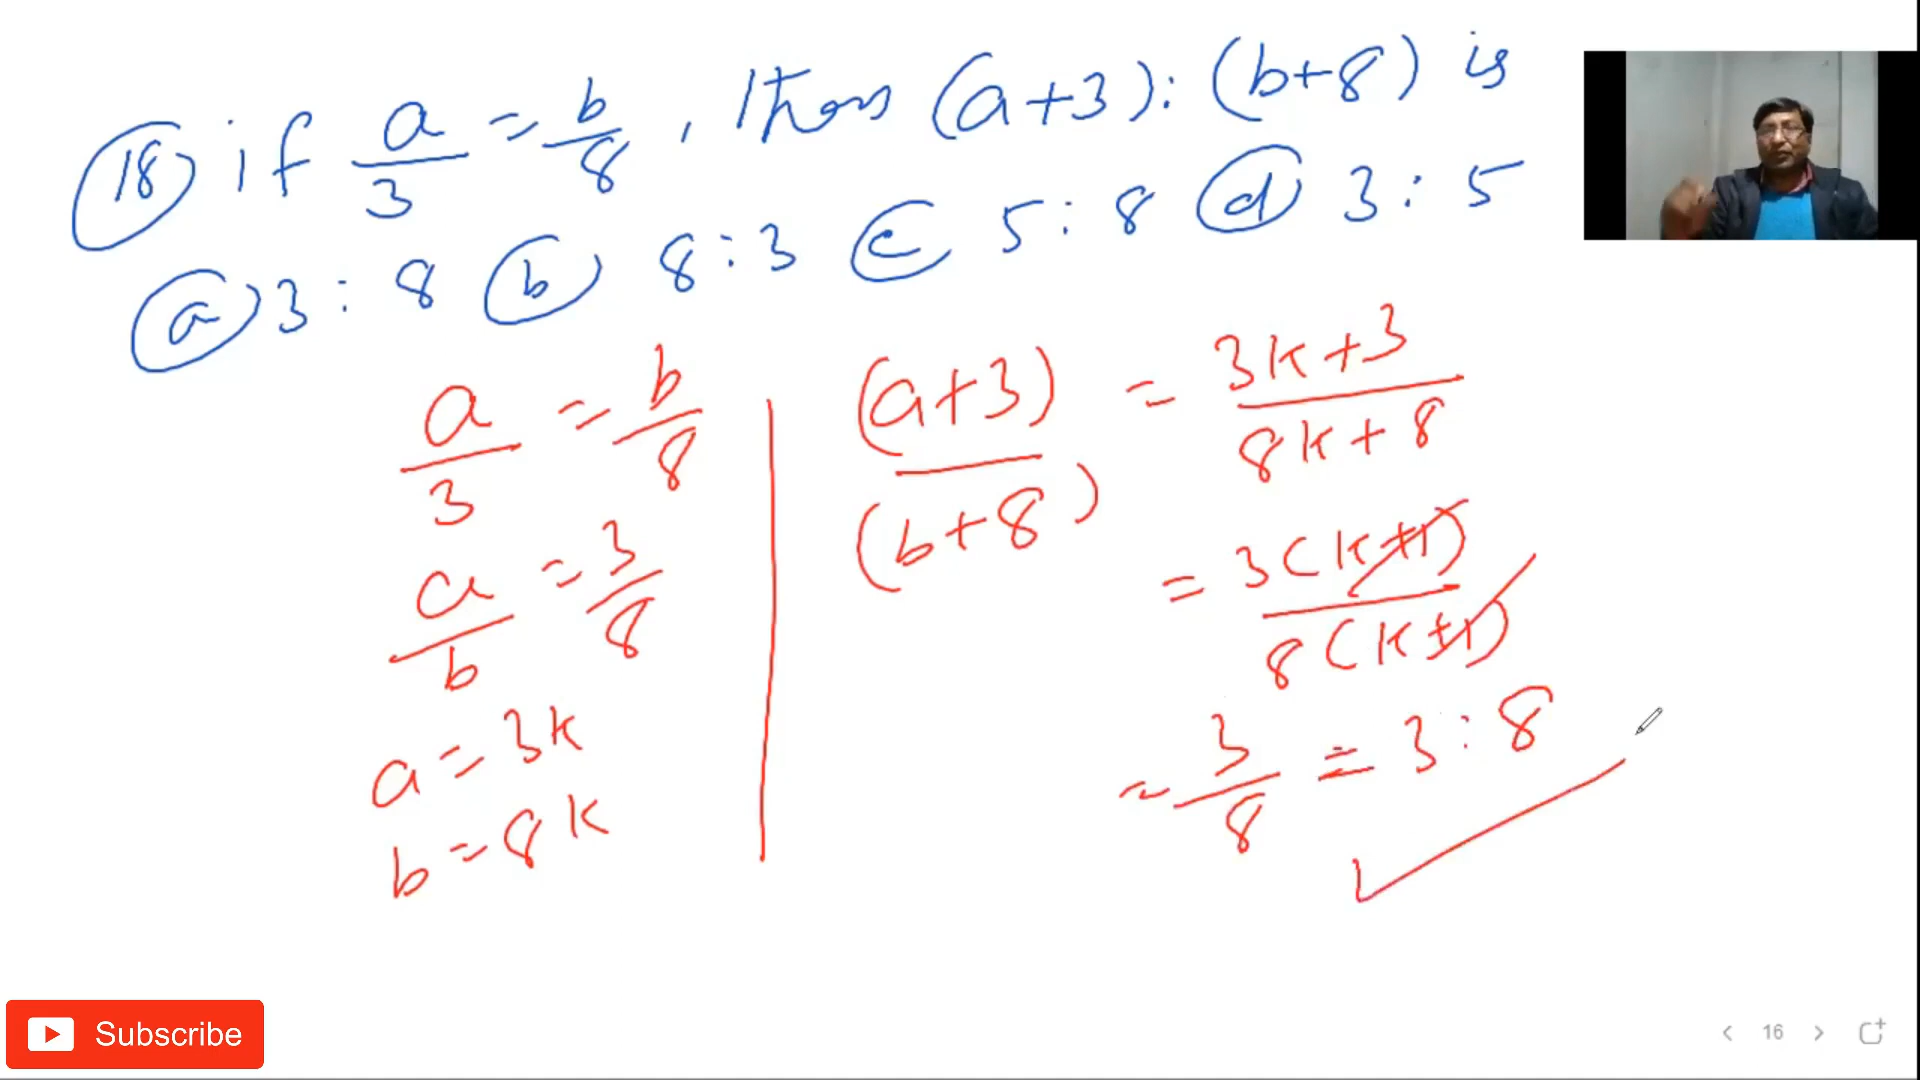 18 if a/3 = b/8, then (a+3) : (b+8) is
a 3 : 8 b 8 : 3 c 5 : 8 d 3 : 5
a/3 = b/8
a/b = 3/8
a = 3k
b = 8k
(a+3)/(b+8) = 3k+3/8k+8
= 3(k+1)/8(k+1)
= 3/8 = 3 : 8
Subscribe
16